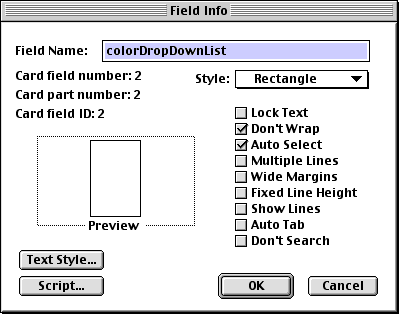 Field Info
Field Name: colorDropDownList
Card field number: 2
Style: Rectangle
Card part number: 2
Card field ID: 2
Lock Text
Don't Wrap
Auto Select
Multiple Lines
Wide Margins
Fixed Line Height
Show Lines
Auto Tab
Don't Search
Preview
Text Style...
Script...
OK
Cancel